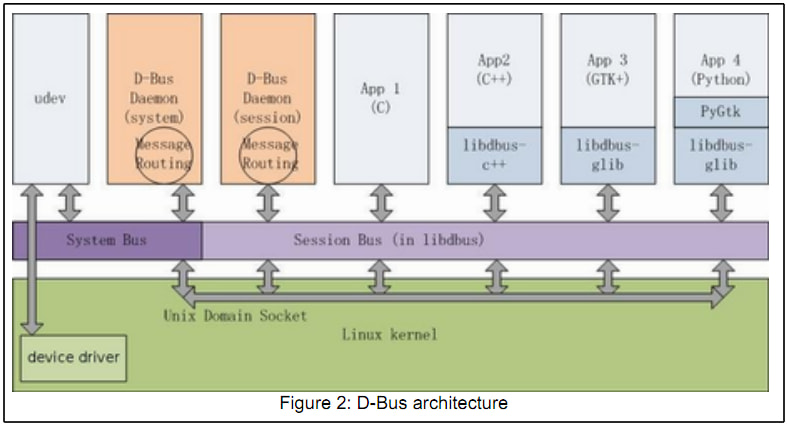 udev
D-Bus
Daemon
(system)
Message
Routing
D-Bus
Daemon
(session)
Message
Routing
App 1
(C)
App2
(C++)
libdbus-
c++
App 3
(GTK+)
libdbus-
glib
App 4
(Python)
PyGtk
libdbus-
glib
System Bus
Session Bus (in libdbus)
Unix Domain Socket
Linux kernel
device driver
Figure 2: D-Bus architecture